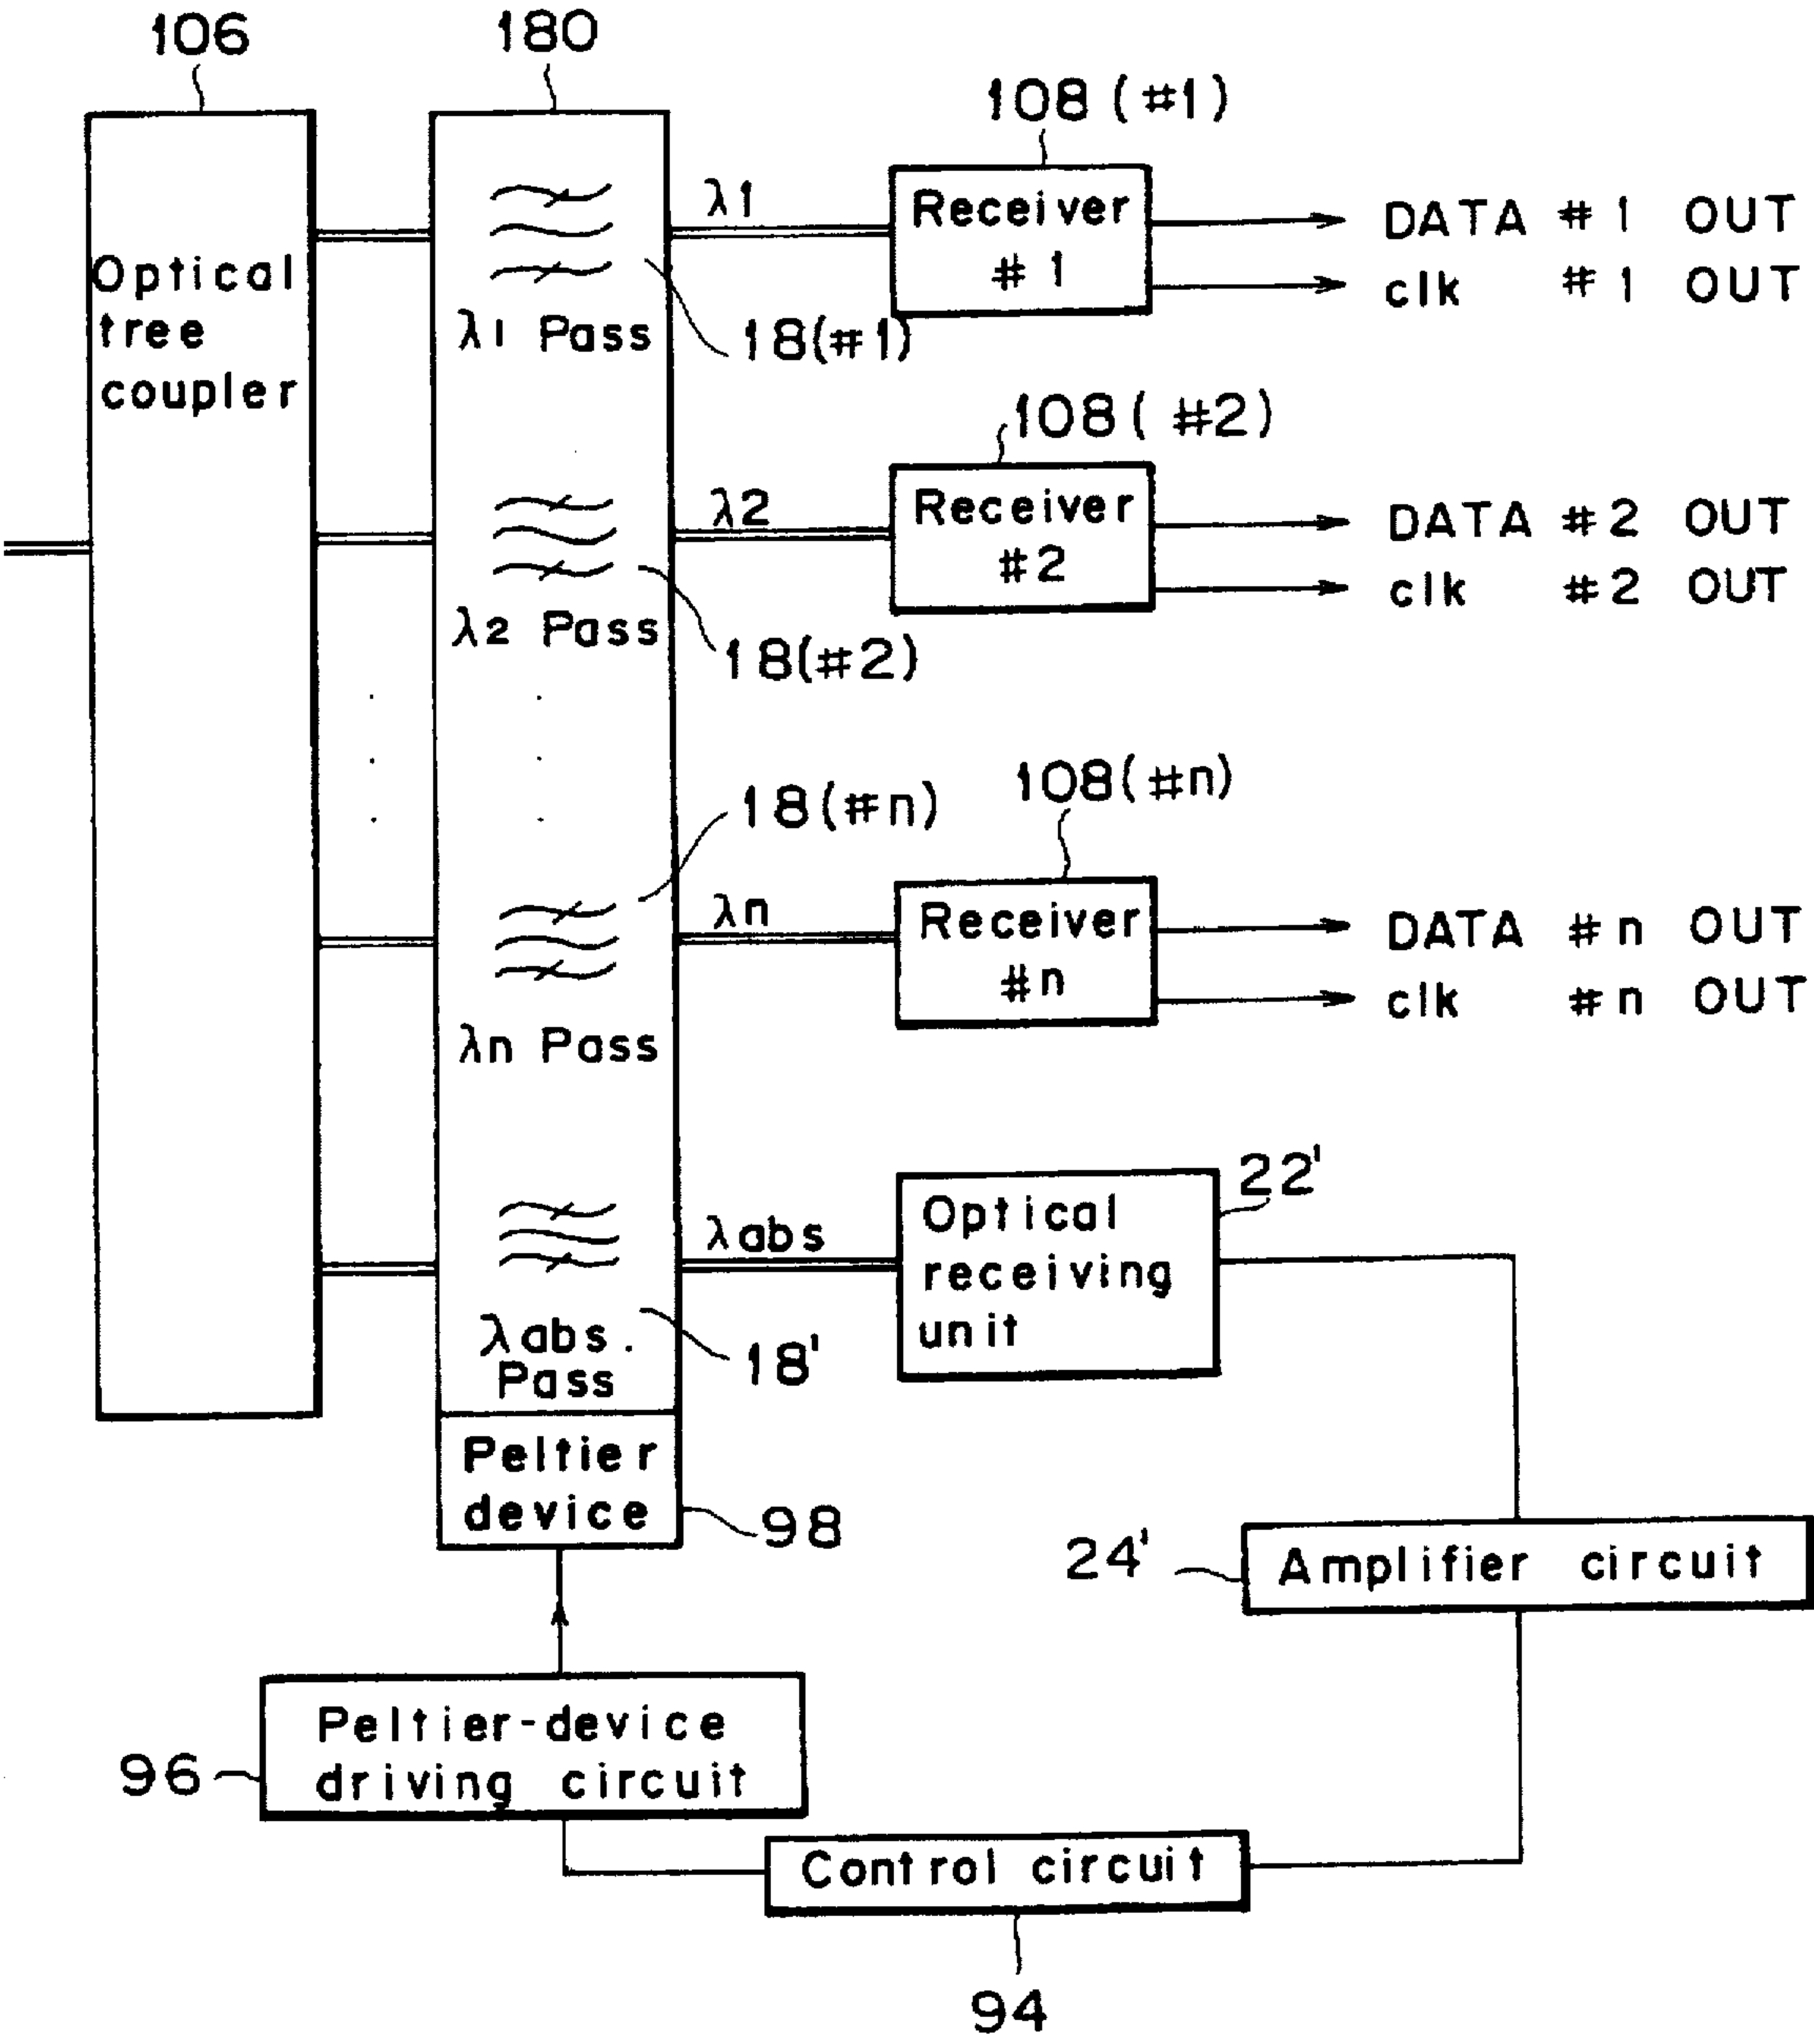 106
180
108 (#1)
Optical
tree
coupler
λ1 Pass
18(#1)
λ1
Receiver
#1
DATA #1 OUT
clk #1 OUT
108( #2)
λ2 Pass
18(#2)
λ2
Receiver
#2
DATA #2 OUT
clk #2 OUT
18(#n)
108(#n)
λn
λn Pass
Receiver
#n
DATA #n OUT
clk #n OUT
λabs
λabs.
Pass
18'
Optical
receiving
unit
22'
Peltier
device
98
24'
Amplifier circuit
96
Peltier-device
driving circuit
Control circuit
94